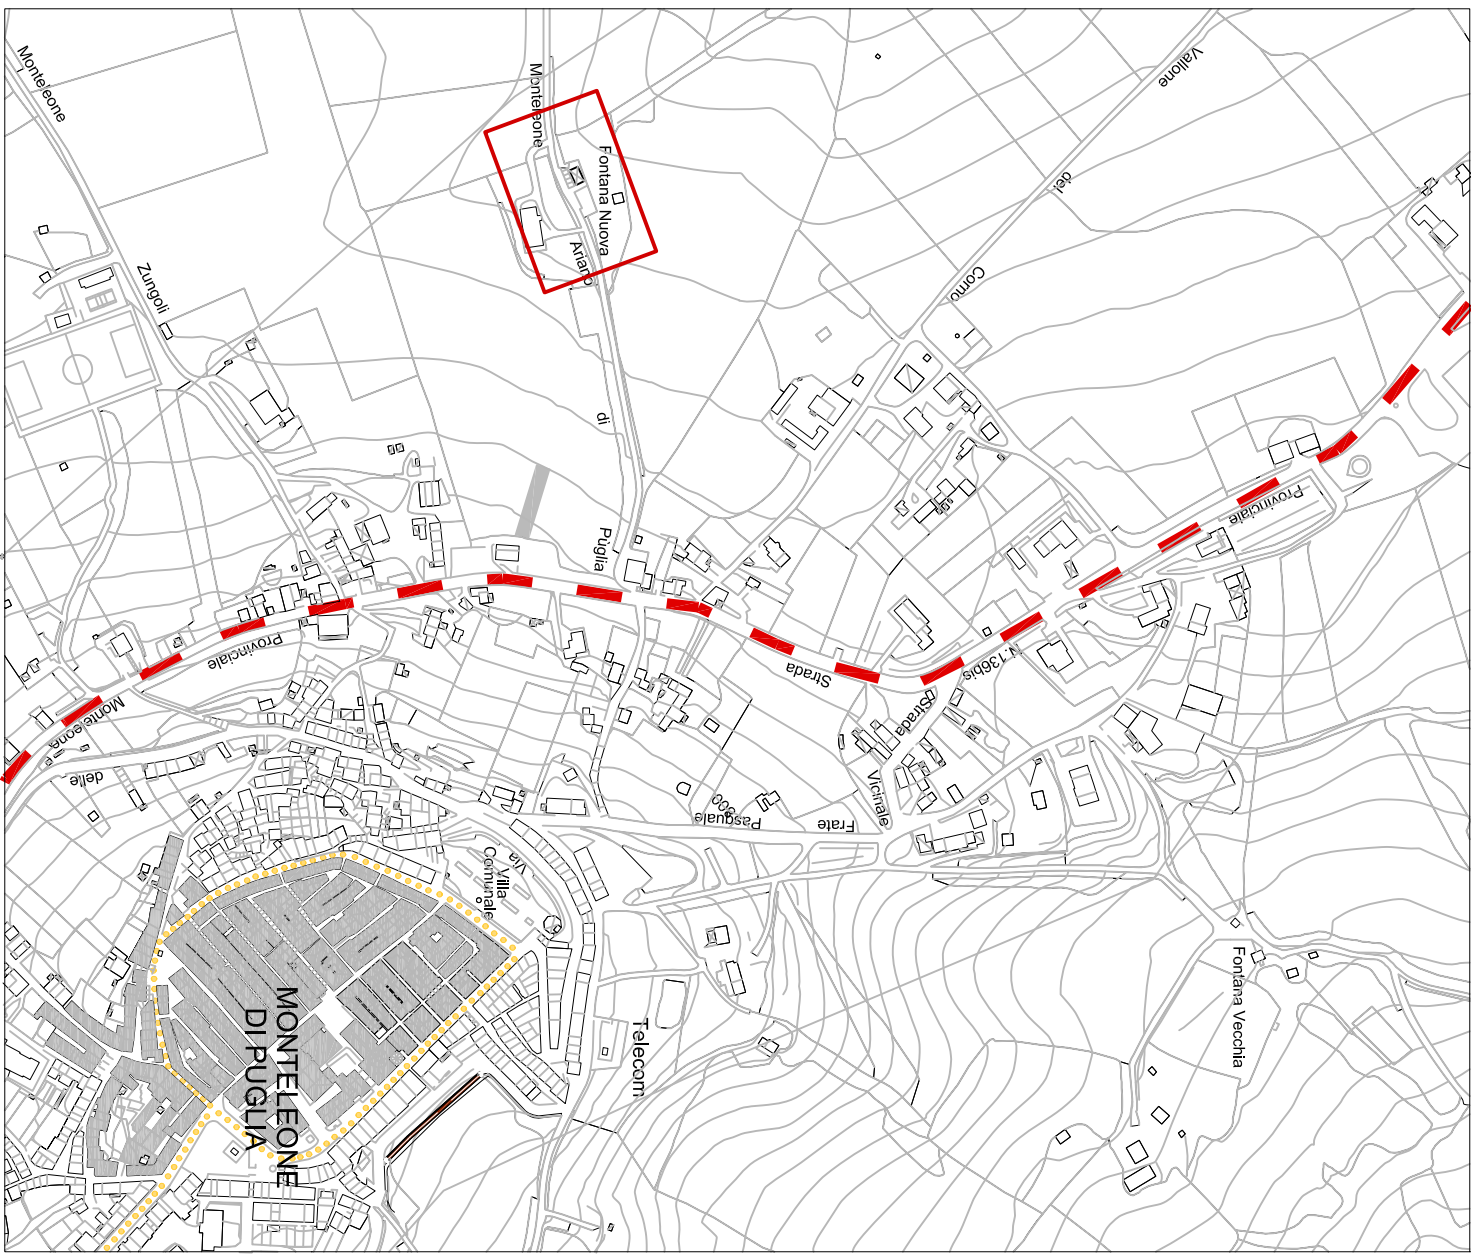 Monteleone
Zungoli
Monteleone
Fontana Nuova
Ariano
di
Puglia
Vallone
del
Corno
Provinciale
N.136bis
Strada
Provinciale
Monteleone
delle
Strada
Vicinale
Frate
Pasquale
800
Via
Villa
Comunale
Fontana Vecchia
Telecom
MONTELEONE
DI PUGLIA